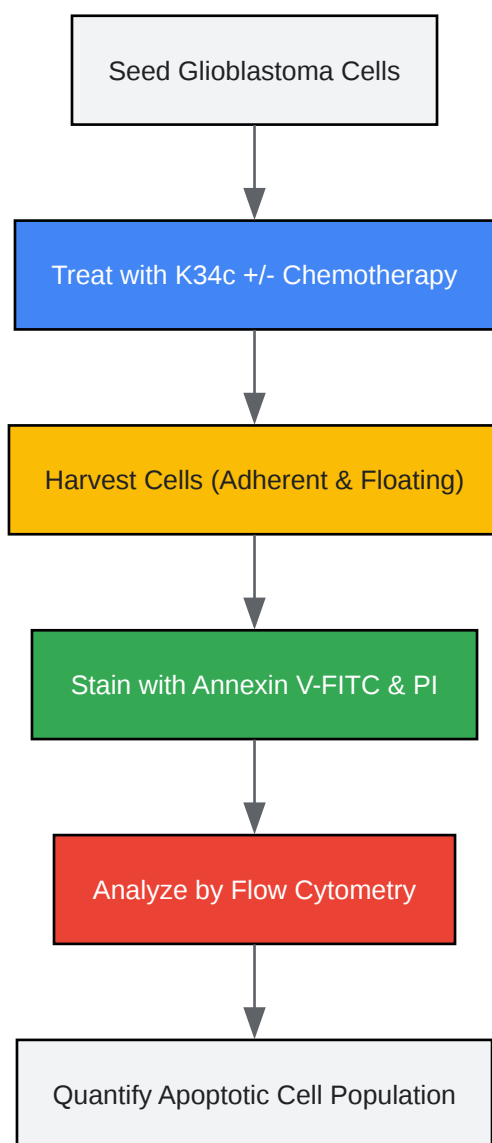 Seed Glioblastoma Cells
Treat with K34c +/- Chemotherapy
Harvest Cells (Adherent & Floating)
Stain with Annexin V-FITC & PI
Analyze by Flow Cytometry
Quantify Apoptotic Cell Population